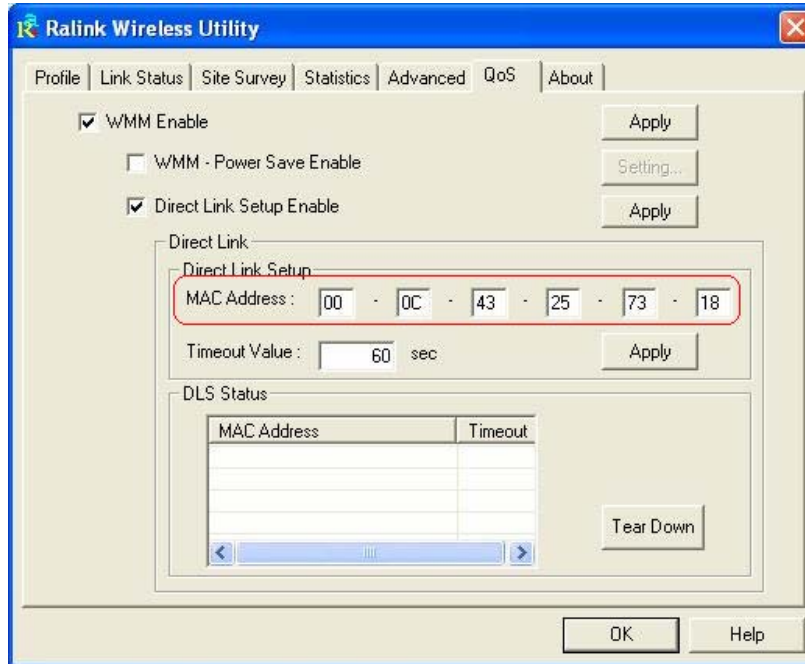 Ralink Wireless Utility
Profile Link Status Site Survey Statistics Advanced QoS About
WMM Enable Apply
WMM - Power Save Enable Setting...
Direct Link Setup Enable Apply
Direct Link
Direct Link Setup
MAC Address : 00 - 0C - 43 - 25 - 73 - 18
Timeout Value : 60 sec Apply
DLS Status
MAC Address Timeout
Tear Down
OK Help